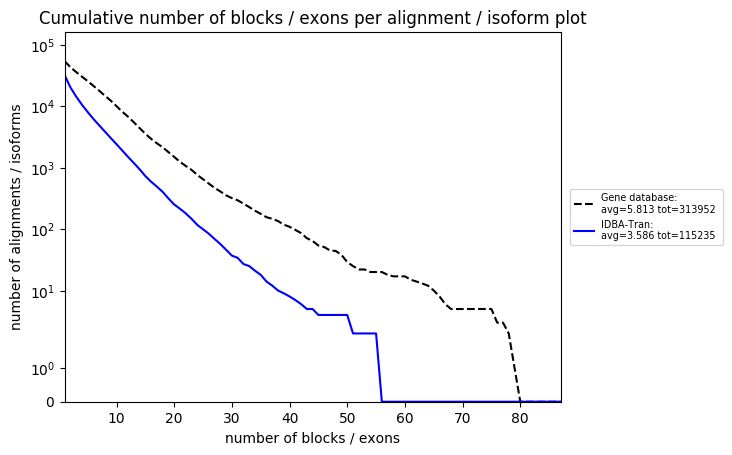 Cumulative number of blocks / exons per alignment / isoform plot
number of alignments / isoforms
10^5
10^4
10^3
10^2
10^1
10^0
0
10 20 30 40 50 60 70 80
number of blocks / exons
Gene database:
avg=5.813 tot=313952
IDBA-Tran:
avg=3.586 tot=115235